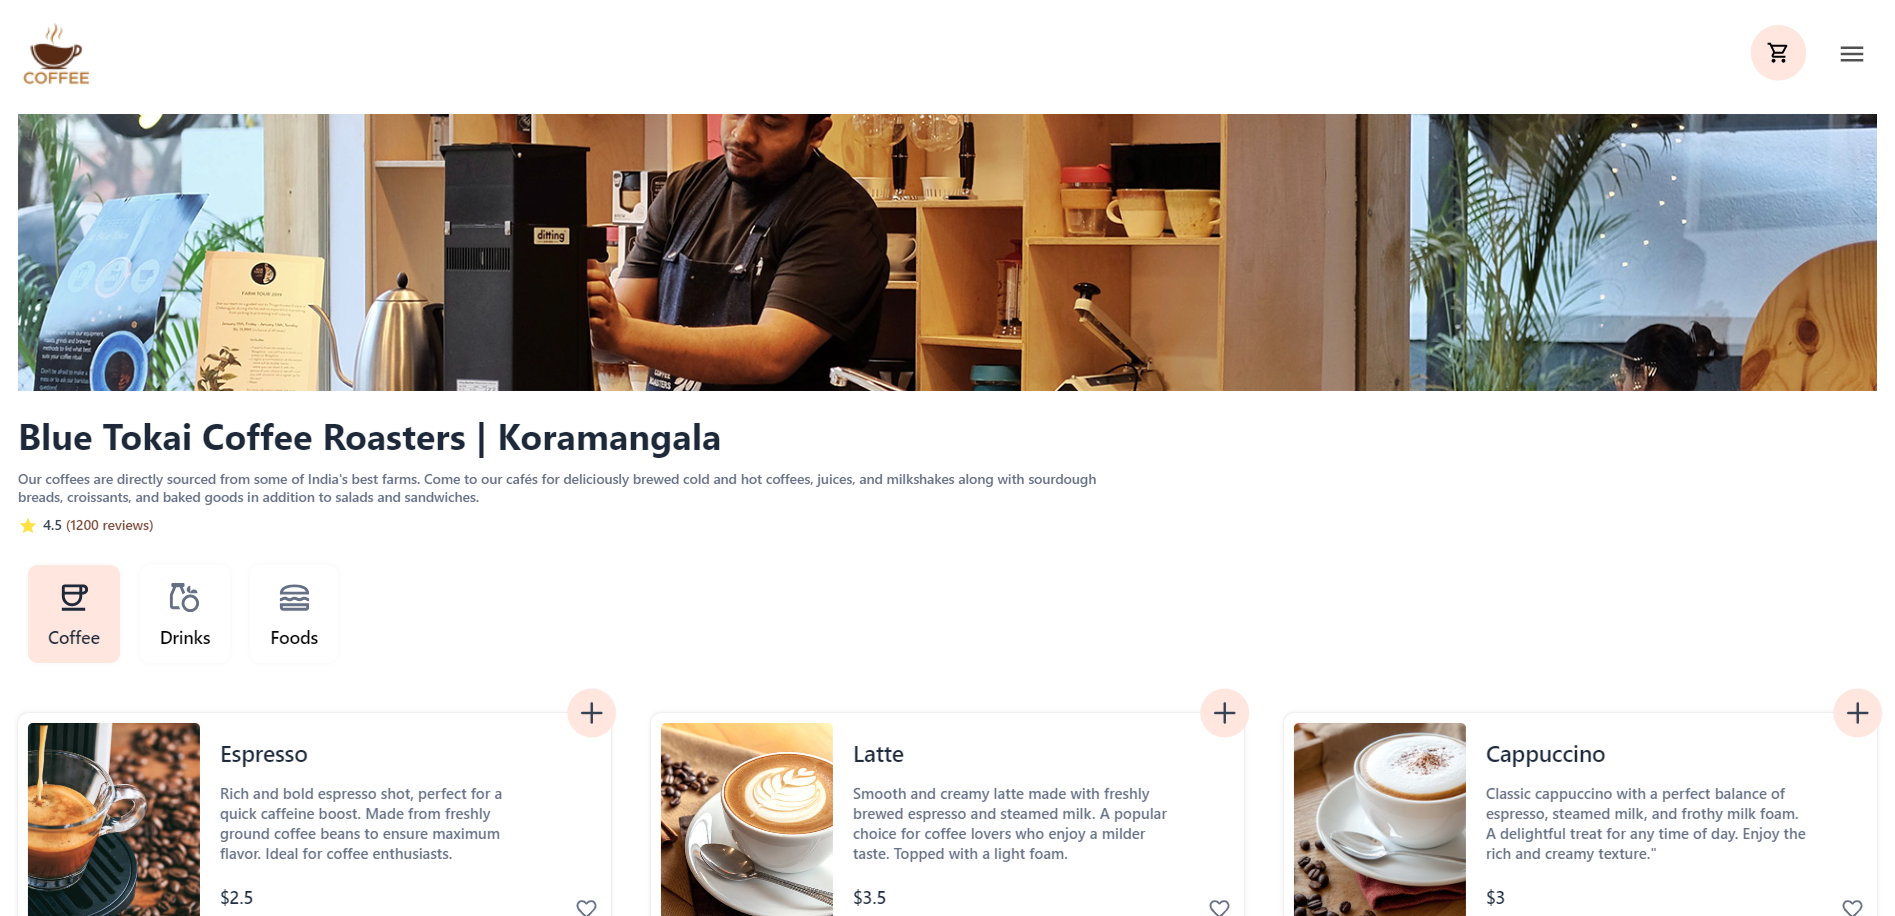 COFFEE
ditting
FARM TOUR 2019
COFFEE
ROASTERS
Blue Tokai Coffee Roasters | Koramangala
Our coffees are directly sourced from some of India's best farms. Come to our cafés for deliciously brewed cold and hot coffees, juices, and milkshakes along with sourdough
breads, croissants, and baked goods in addition to salads and sandwiches.
4.5 (1200 reviews)
Coffee
Drinks
Foods
Espresso
Rich and bold espresso shot, perfect for a
quick caffeine boost. Made from freshly
ground coffee beans to ensure maximum
flavor. Ideal for coffee enthusiasts.
$2.5
Latte
Smooth and creamy latte made with freshly
brewed espresso and steamed milk. A popular
choice for coffee lovers who enjoy a milder
taste. Topped with a light foam.
$3.5
Cappuccino
Classic cappuccino with a perfect balance of
espresso, steamed milk, and frothy milk foam.
A delightful treat for any time of day. Enjoy the
rich and creamy texture."
$3